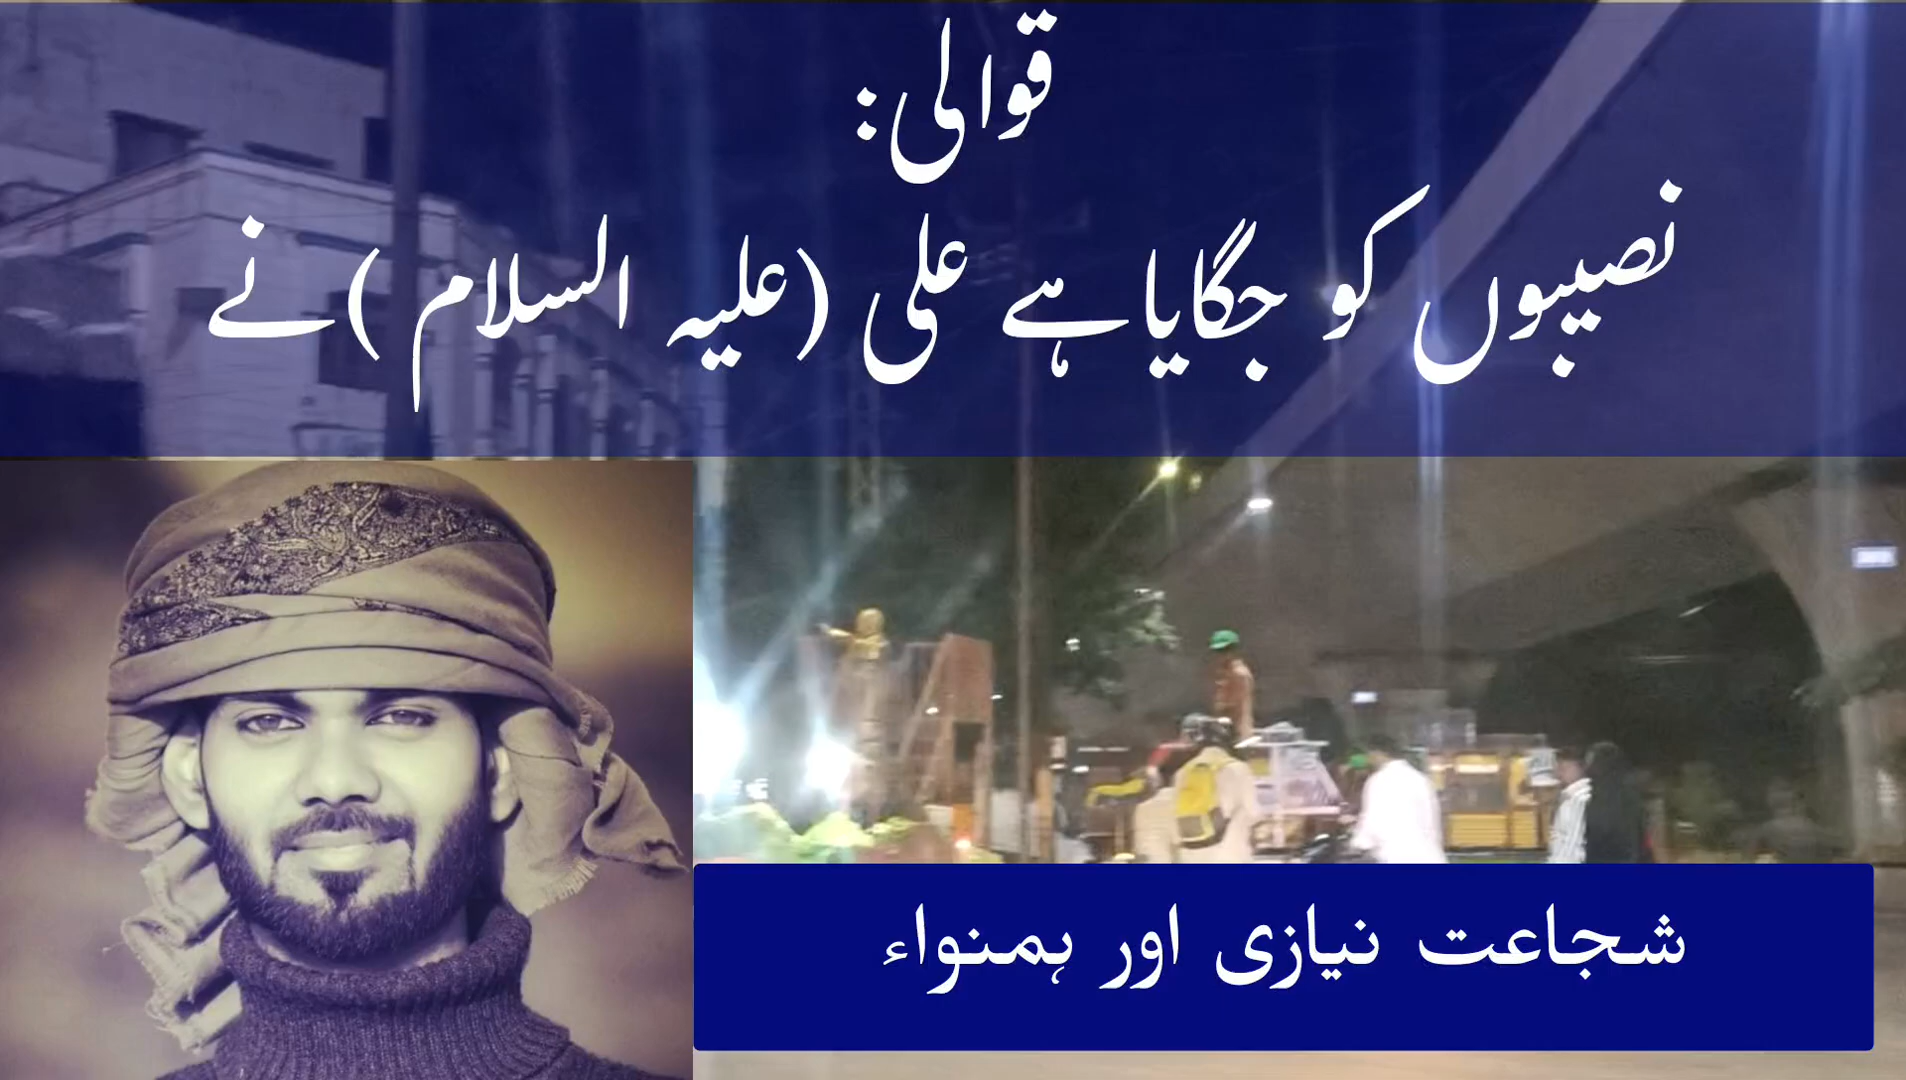 قوالی:
نصیبوں کو جگایا ہے علی (علیہ السلام )نے
شجاعت نیازی اور ہمنواء